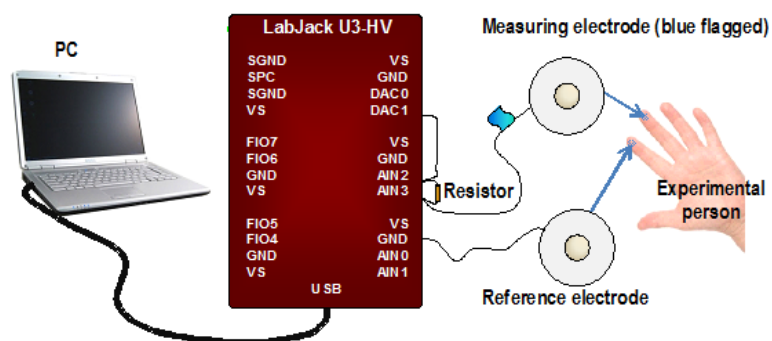 LabJack U3-HV
Measuring electrode (blue flagged)
PC
SGND VS
SPC GND
SGND DAC0
VS DAC1
FIO7 VS
FIO6 GND
GND AIN2
VS AIN3
Resistor
Experimental
person
FIO5 VS
FIO4 GND
GND AIN0
VS AIN1
USB
Reference electrode